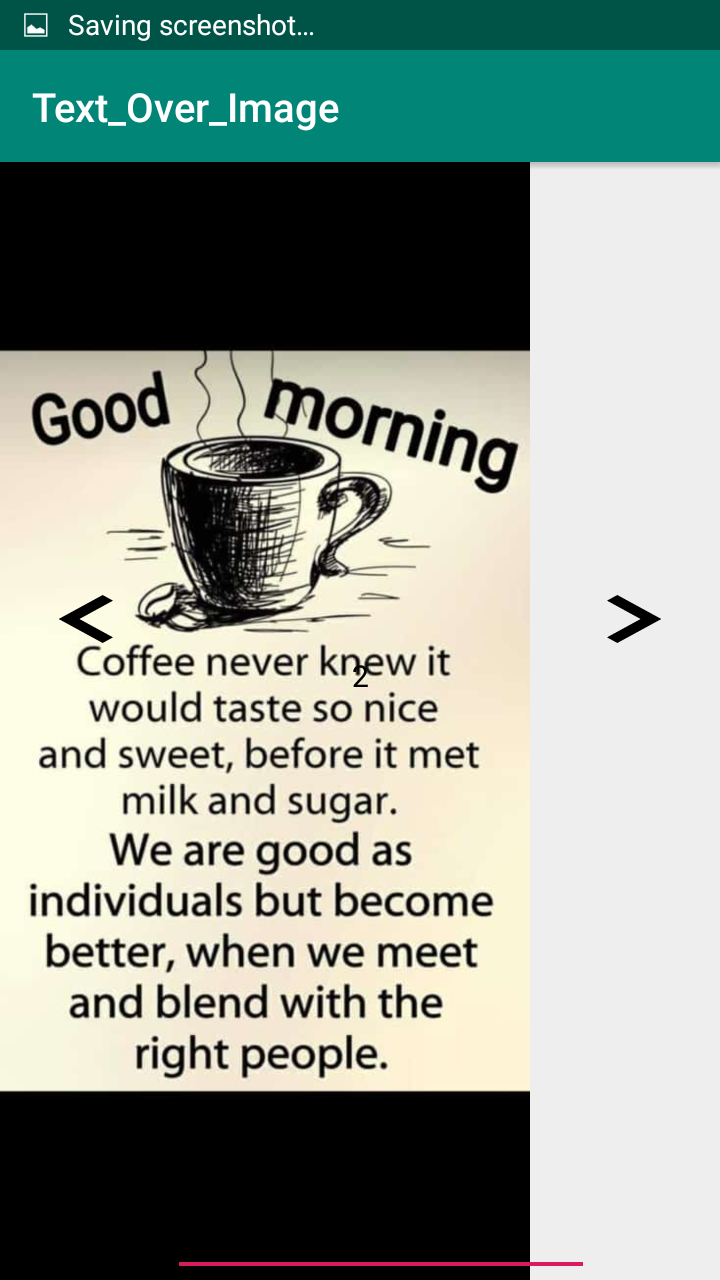 Saving screenshot...
Text_Over_Image
Good morning
< >
Coffee never knew it
2
would taste so nice
and sweet, before it met
milk and sugar.
We are good as
individuals but become
better, when we meet
and blend with the
right people.